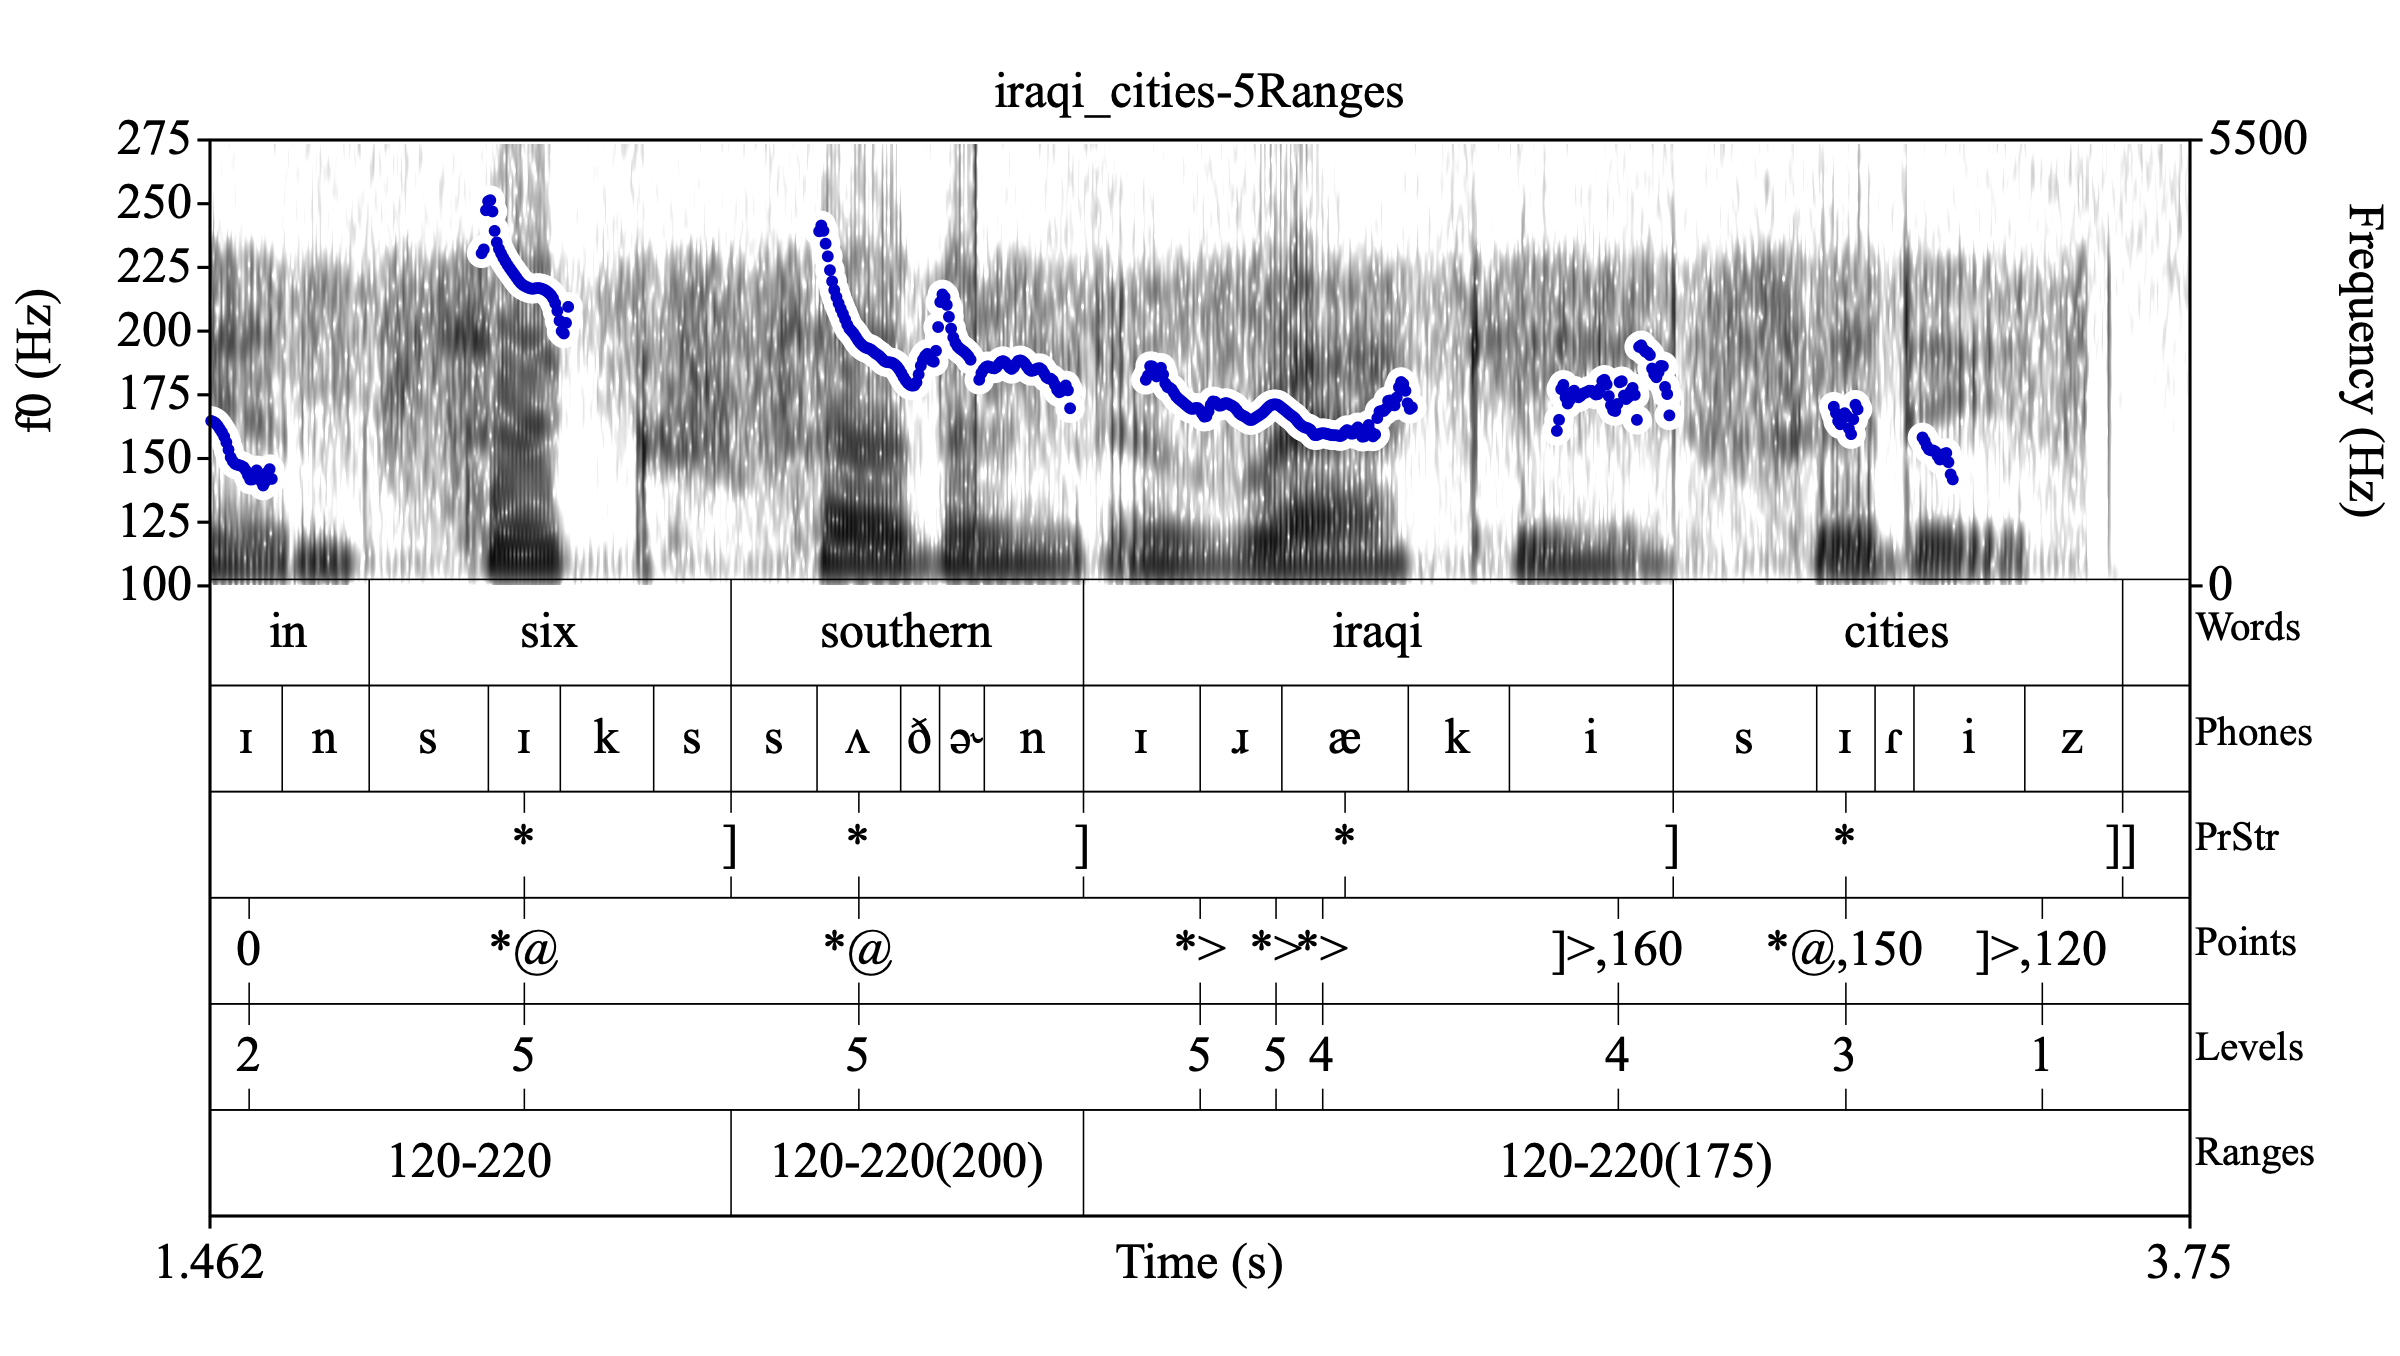 iraqi_cities-5Ranges
275
250
225
200
175
150
125
100
f0 (Hz)
5500
0
Frequency (Hz)
in six southern iraqi cities Words
ɪ n s ɪ k s s ʌ ð ɚ n ɪ ɹ æ k i s ɪ ɾ i z Phones
* ] * ] * ] * ]] PrStr
0 *@ *@ *> *> *> ]>,160 *@,150 ]>,120 Points
2 5 5 5 5 4 4 3 1 Levels
120-220 120-220(200) 120-220(175) Ranges
1.462 Time (s) 3.75